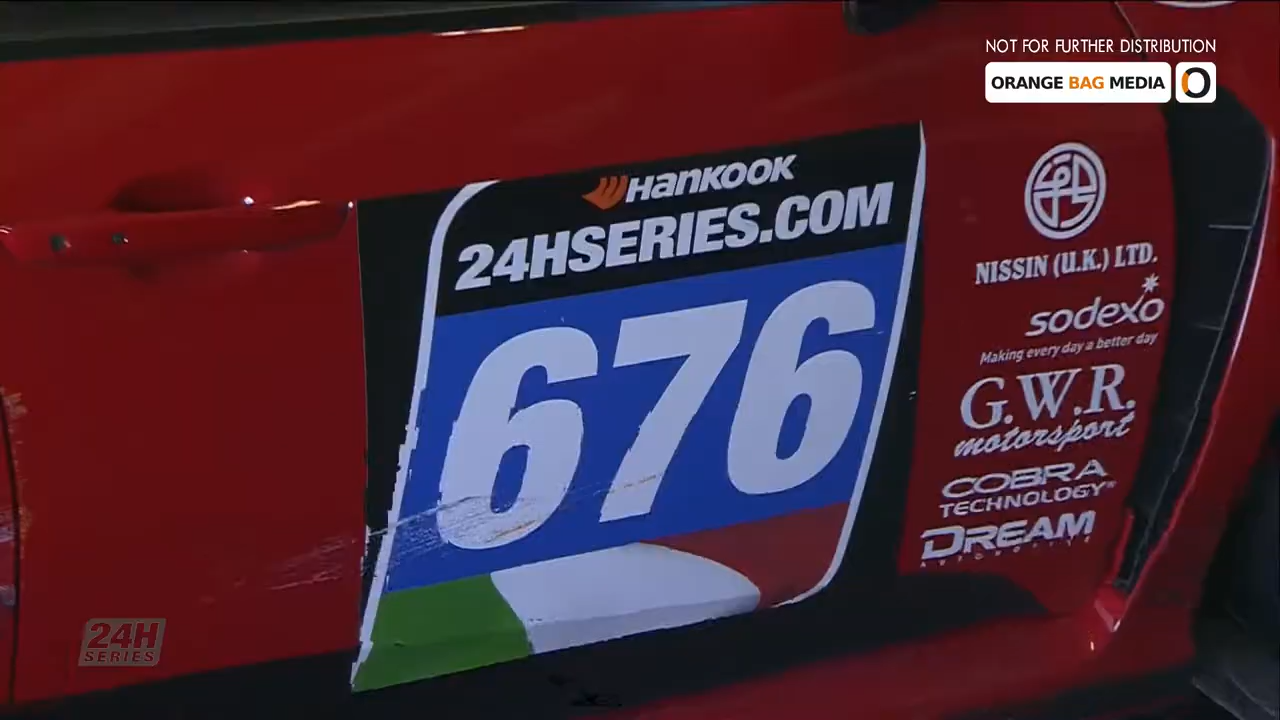 NOT FOR FURTHER DISTRIBUTION
ORANGE BAG MEDIA
HANKOOK
24HSERIES.COM
676
NISSIN (U.K.) LTD.
sodexo
Making every day a better day
G.W.R.
motorsport
COBRA
TECHNOLOGY®
DREAM
AUTOMOTIVE
24H
SERIES